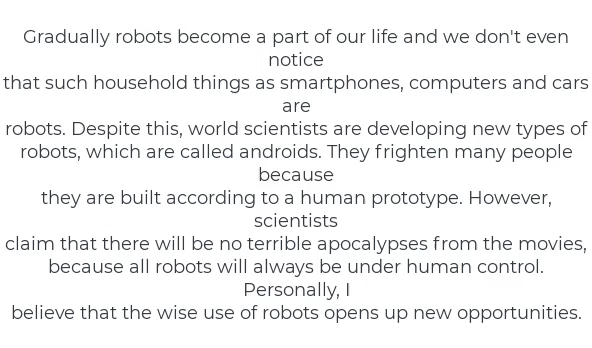 Gradually robots become a part of our life and we don't even
notice
that such household things as smartphones, computers and cars
are
robots. Despite this, world scientists are developing new types of
robots, which are called androids. They frighten many people
because
they are built according to a human prototype. However,
scientists
claim that there will be no terrible apocalypses from the movies,
because all robots will always be under human control.
Personally, I
believe that the wise use of robots opens up new opportunities.